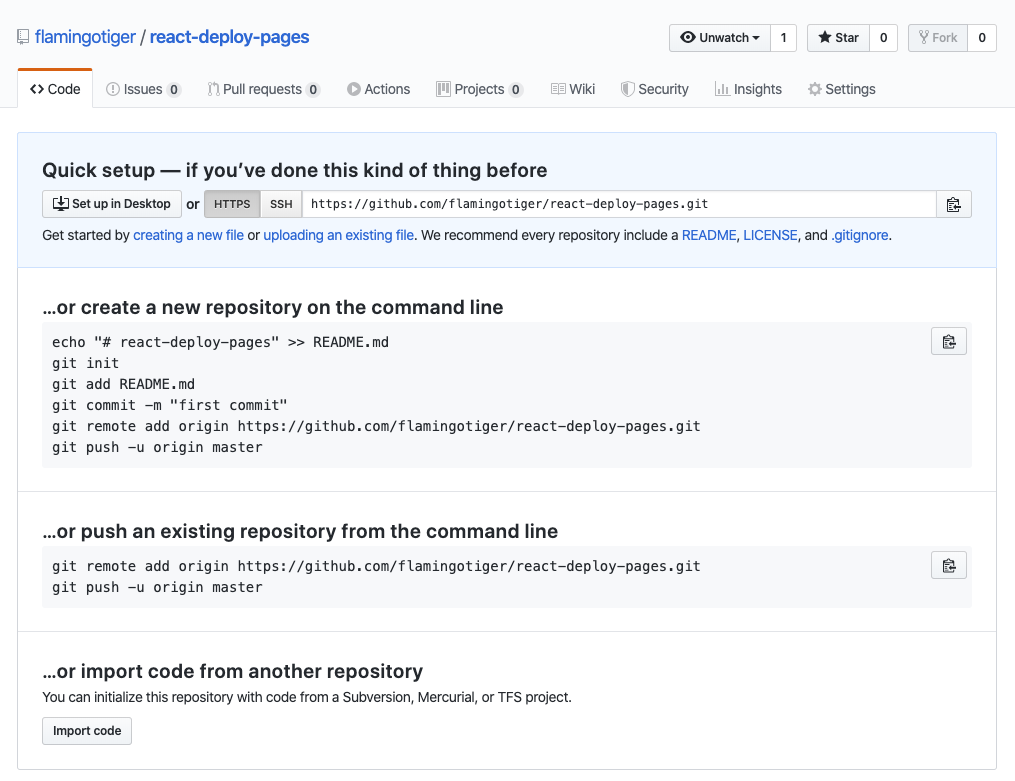 flamingotiger / react-deploy-pages
Unwatch 1 Star 0 Fork 0
Code Issues 0 Pull requests 0 Actions Projects 0 Wiki Security Insights Settings
Quick setup — if you’ve done this kind of thing before
Set up in Desktop or HTTPS SSH https://github.com/flamingotiger/react-deploy-pages.git
Get started by creating a new file or uploading an existing file. We recommend every repository include a README, LICENSE, and .gitignore.
…or create a new repository on the command line
echo "# react-deploy-pages" >> README.md
git init
git add README.md
git commit -m "first commit"
git remote add origin https://github.com/flamingotiger/react-deploy-pages.git
git push -u origin master
…or push an existing repository from the command line
git remote add origin https://github.com/flamingotiger/react-deploy-pages.git
git push -u origin master
…or import code from another repository
You can initialize this repository with code from a Subversion, Mercurial, or TFS project.
Import code